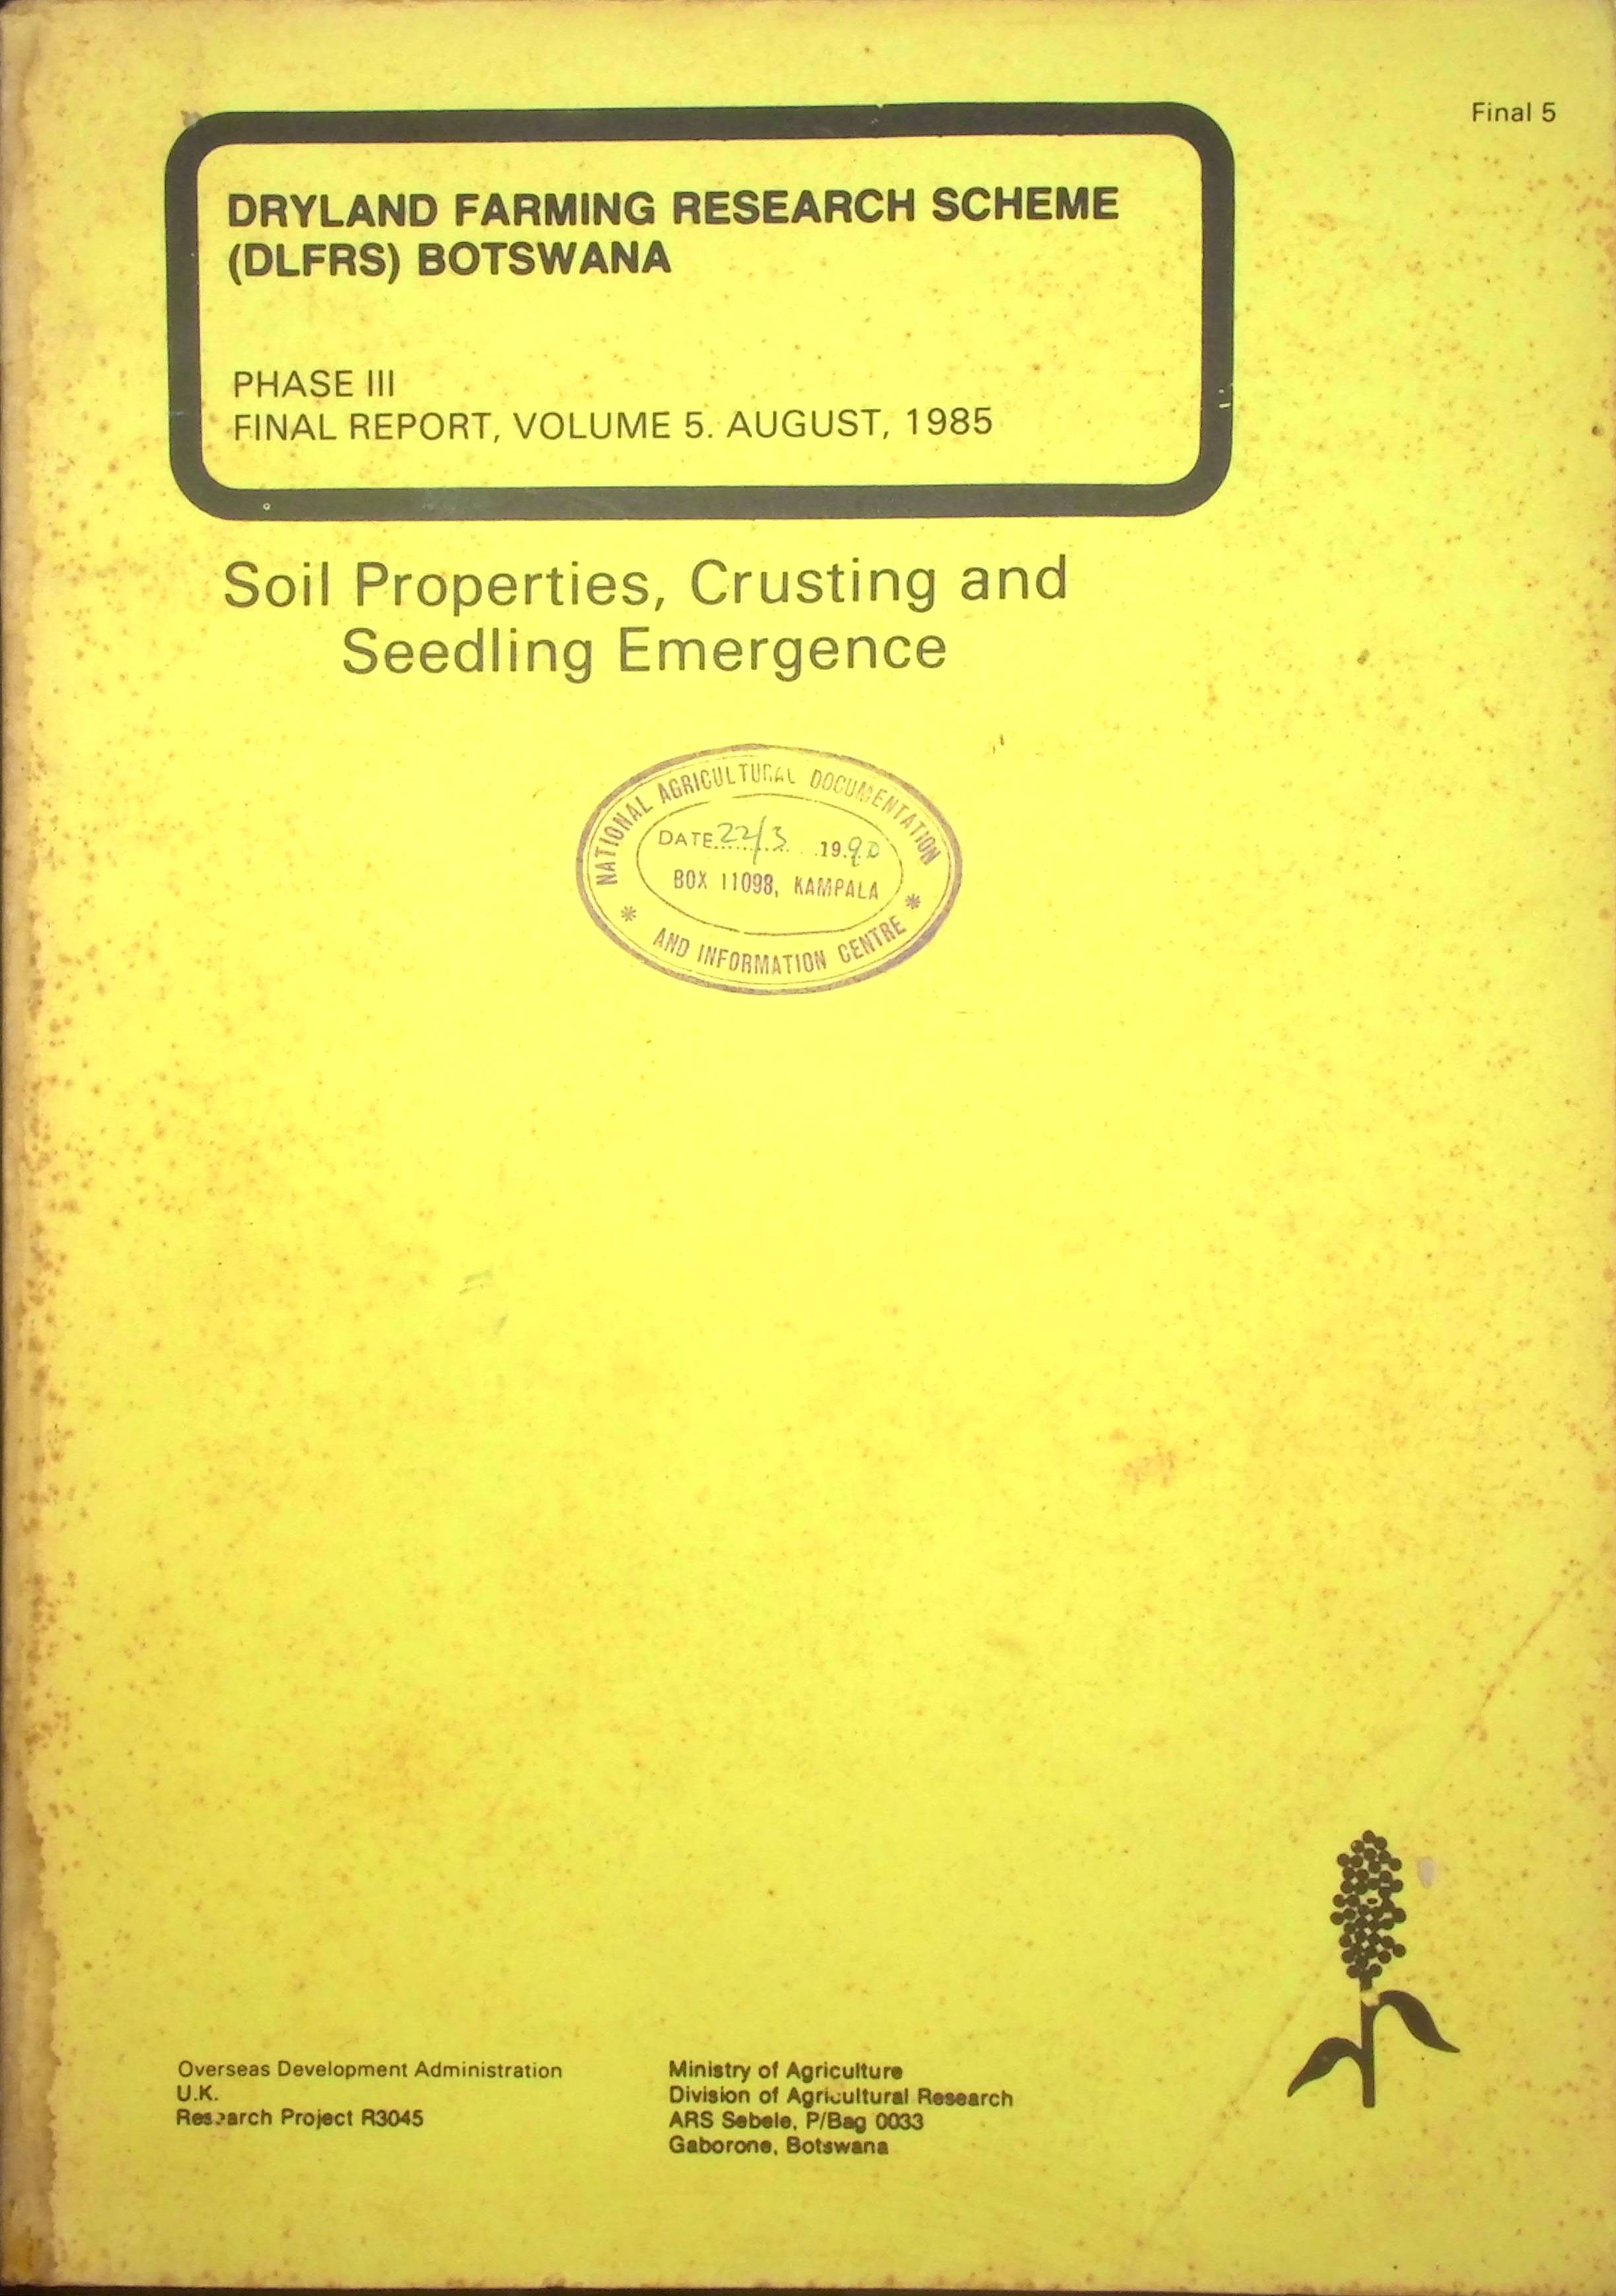 Final 5
DRYLAND FARMING RESEARCH SCHEME
(DLFRS) BOTSWANA
PHASE III
FINAL REPORT, VOLUME 5. AUGUST, 1985
Soil Properties, Crusting and
Seedling Emergence
NATIONAL AGRICULTURAL DOCUMENTATION
DATE 22/3 1990
BOX 11098, KAMPALA
* AND INFORMATION CENTRE *
Overseas Development Administration
U.K.
Research Project R3045
Ministry of Agriculture
Division of Agricultural Research
ARS Sebele, P/Bag 0033
Gaborone, Botswana